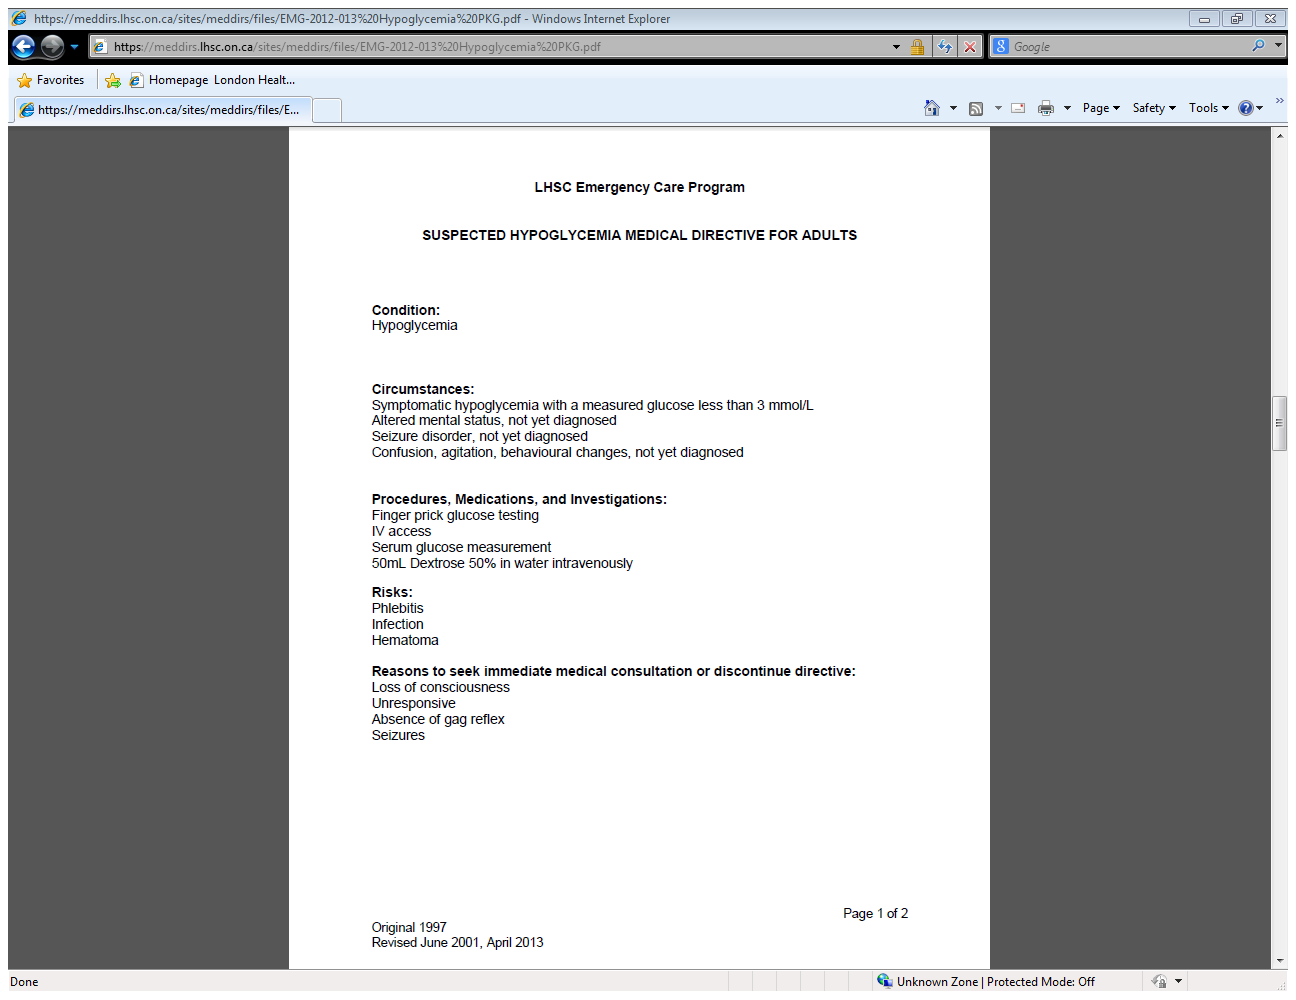 https://meddirs.lhsc.on.ca/sites/meddirs/files/EMG-2012-013%20Hypoglycemia%20PKG.pdf - Windows Internet Explorer
https://meddirs.lhsc.on.ca/sites/meddirs/files/EMG-2012-013%20Hypoglycemia%20PKG.pdf
Google
Favorites
Homepage London Healt...
https://meddirs.lhsc.on.ca/sites/meddirs/files/E...
Page Safety Tools
LHSC Emergency Care Program
SUSPECTED HYPOGLYCEMIA MEDICAL DIRECTIVE FOR ADULTS
Condition:
Hypoglycemia
Circumstances:
Symptomatic hypoglycemia with a measured glucose less than 3 mmol/L
Altered mental status, not yet diagnosed
Seizure disorder, not yet diagnosed
Confusion, agitation, behavioural changes, not yet diagnosed
Procedures, Medications, and Investigations:
Finger prick glucose testing
IV access
Serum glucose measurement
50mL Dextrose 50% in water intravenously
Risks:
Phlebitis
Infection
Hematoma
Reasons to seek immediate medical consultation or discontinue directive:
Loss of consciousness
Unresponsive
Absence of gag reflex
Seizures
Page 1 of 2
Original 1997
Revised June 2001, April 2013
Done
Unknown Zone | Protected Mode: Off